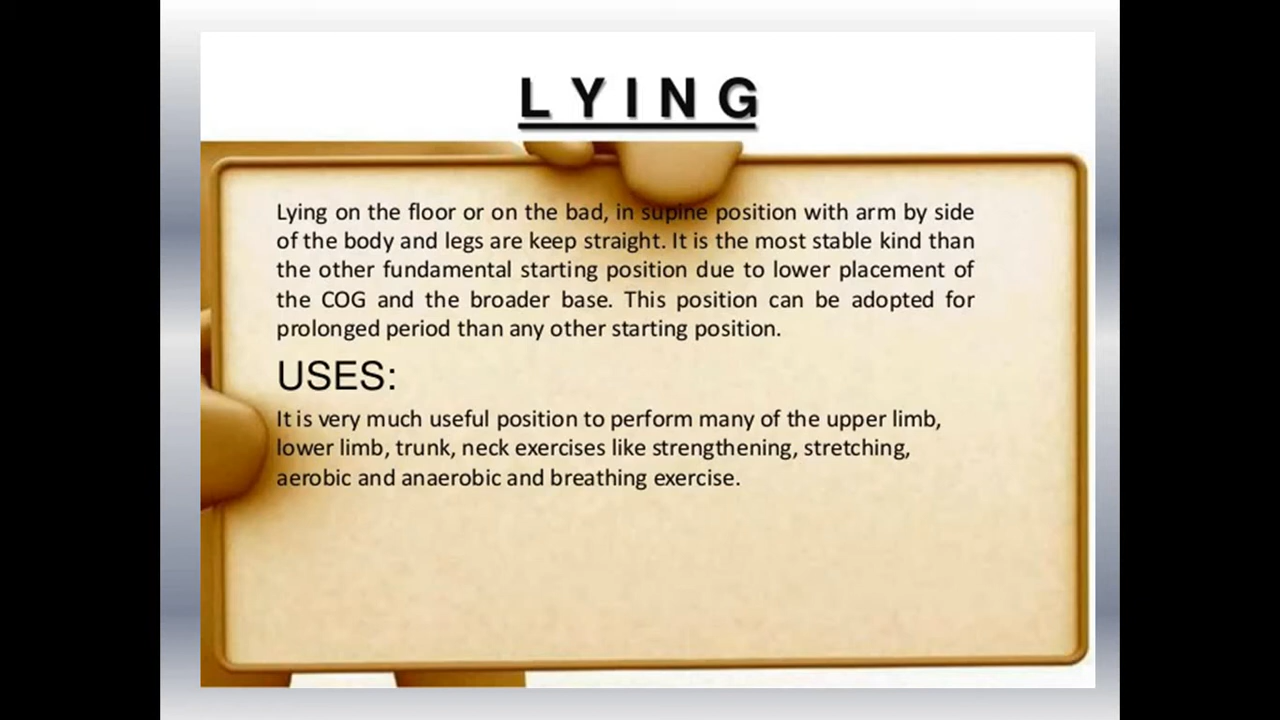 LYING
Lying on the floor or on the bad, in supine position with arm by side
of the body and legs are keep straight. It is the most stable kind than
the other fundamental starting position due to lower placement of
the COG and the broader base. This position can be adopted for
prolonged period than any other starting position.
USES:
It is very much useful position to perform many of the upper limb,
lower limb, trunk, neck exercises like strengthening, stretching,
aerobic and anaerobic and breathing exercise.